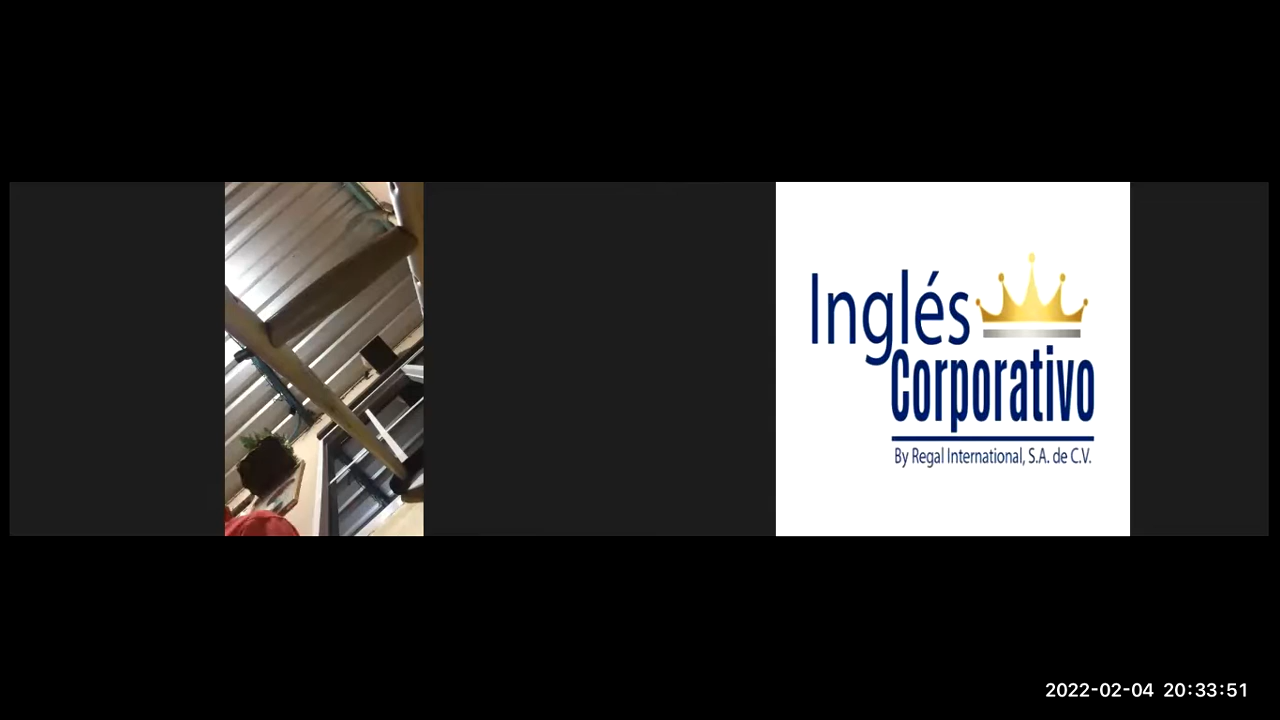 Inglés
Corporativo
By Regal International, S.A. de C.V.
2022-02-04 20:33:51